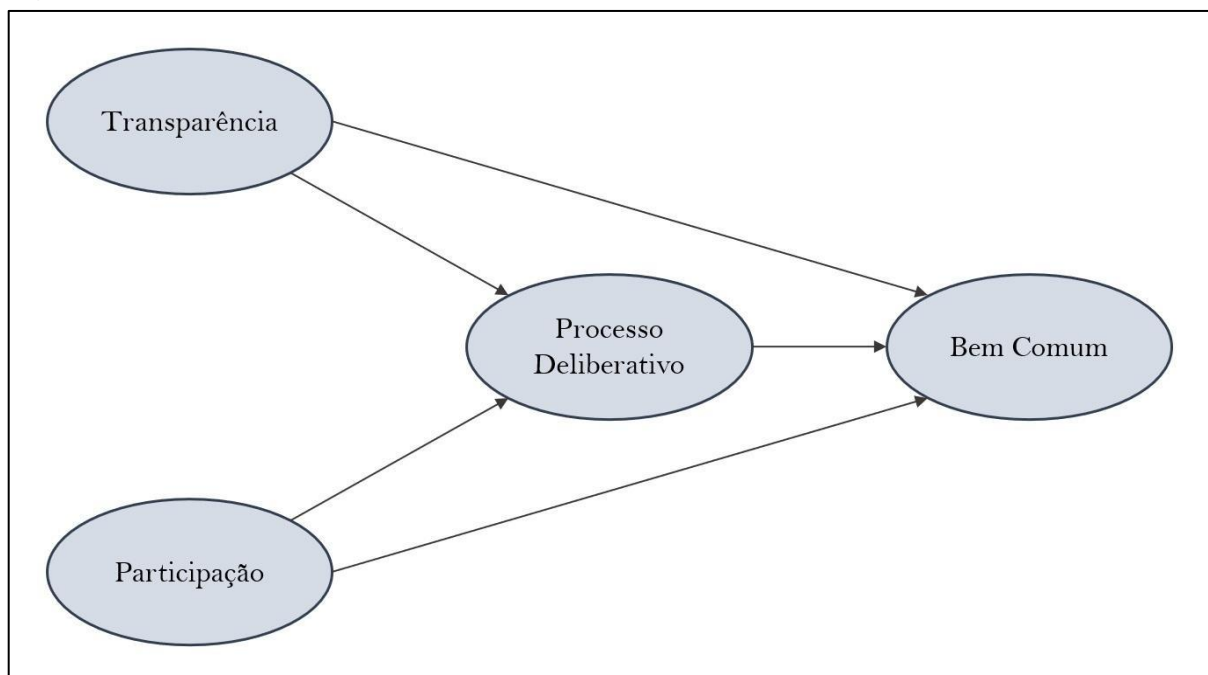 Transparência
Processo
Deliberativo
Bem Comum
Participação